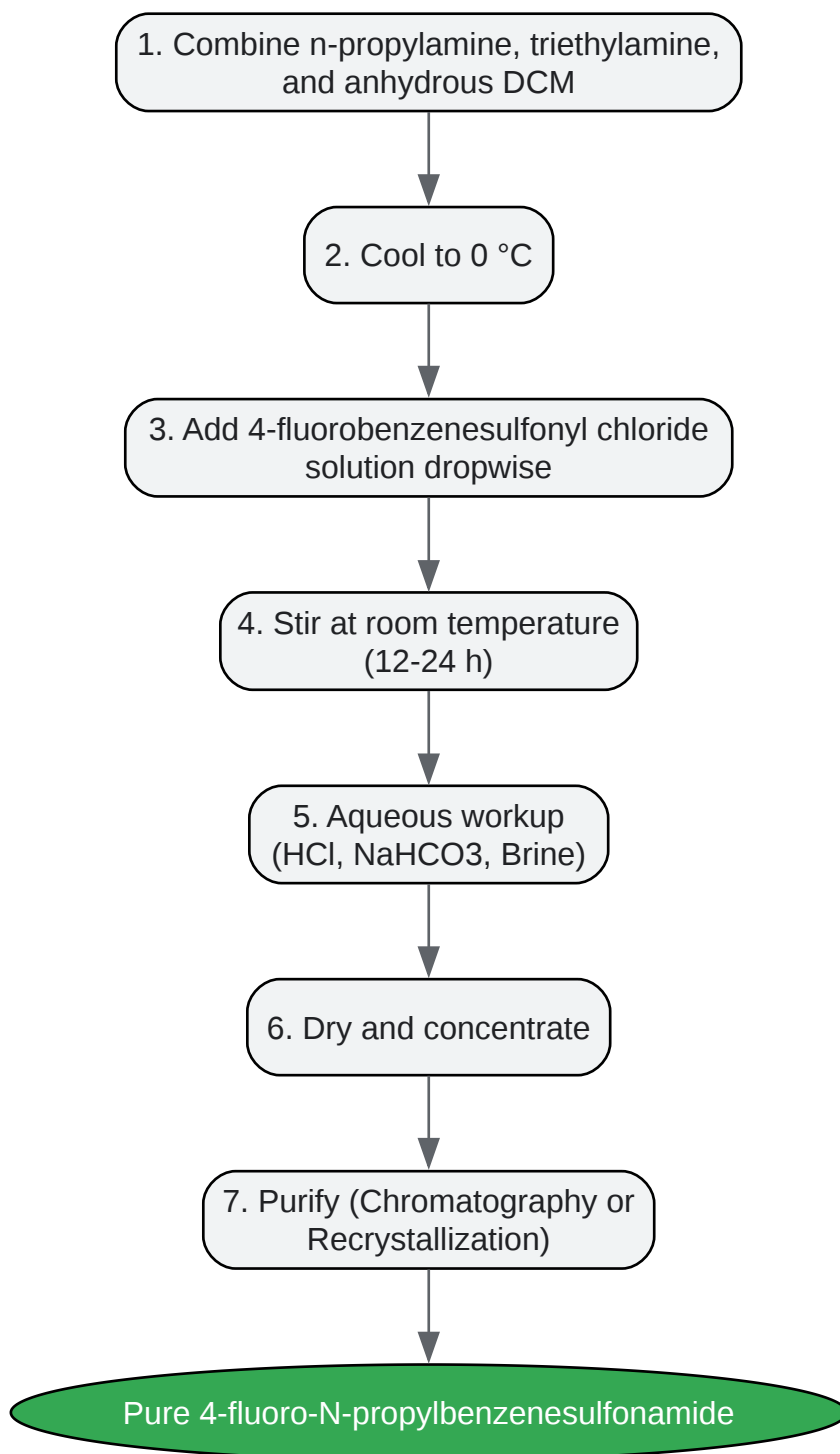 1. Combine n-propylamine, triethylamine,
and anhydrous DCM
2. Cool to 0 °C
3. Add 4-fluorobenzenesulfonyl chloride
solution dropwise
4. Stir at room temperature
(12-24 h)
5. Aqueous workup
(HCl, NaHCO3, Brine)
6. Dry and concentrate
7. Purify (Chromatography or
Recrystallization)
Pure 4-fluoro-N-propylbenzenesulfonamide